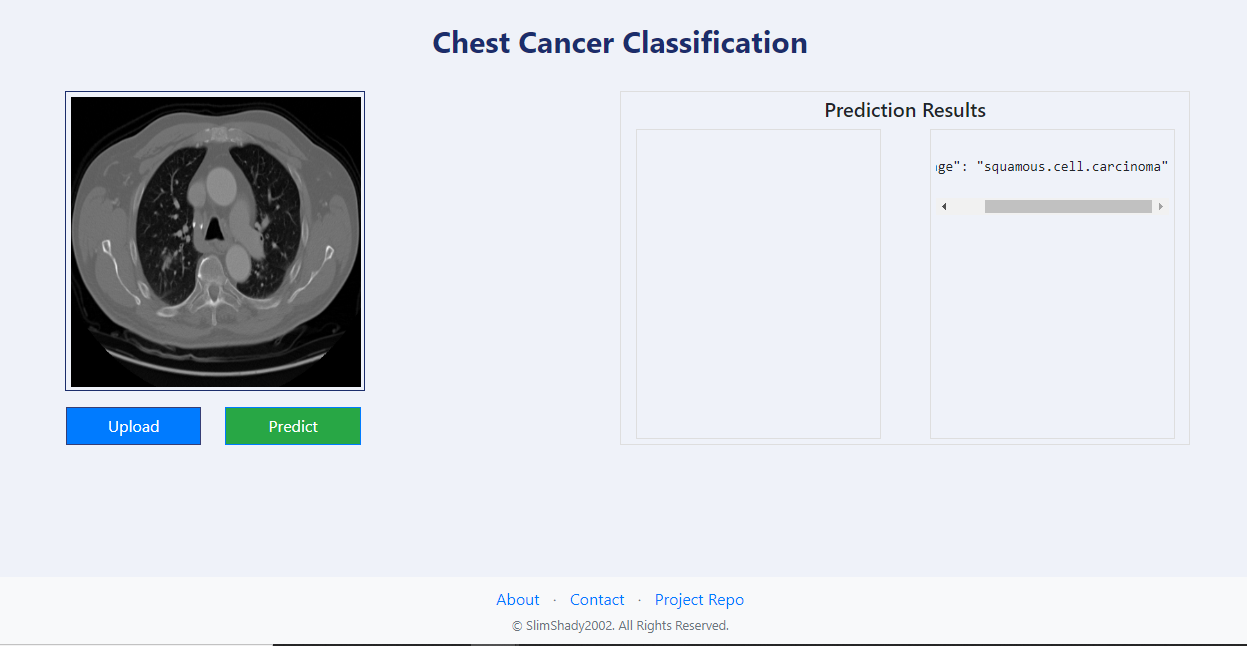 Chest Cancer Classification
Prediction Results
ge": "squamous.cell.carcinoma"
Upload
Predict
About · Contact · Project Repo
© SlimShady2002. All Rights Reserved.